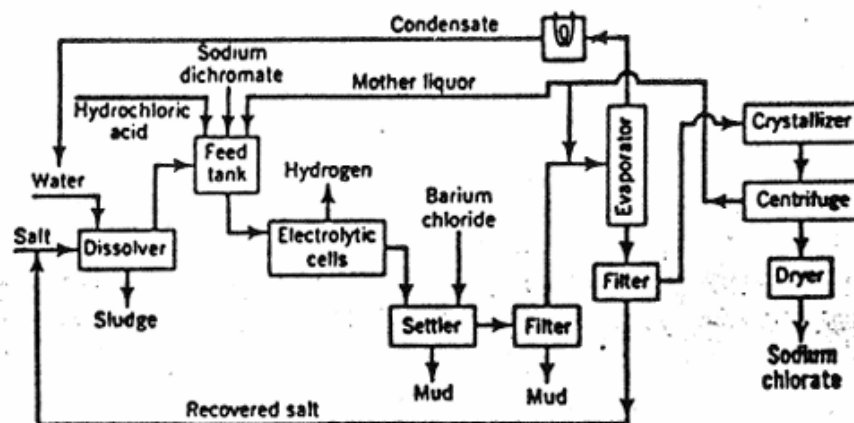 Condensate
Sodium
dichromate
Mother liquor
Hydrochloric
acid
Feed
tank
Crystallizer
Evaporator
Water
Hydrogen
Barium
chloride
Centrifuge
Salt
Dissolver
Electrolytic
cells
Filter
Dryer
Sludge
Settler
Filter
Sodium
chlorate
Mud
Mud
Recovered salt